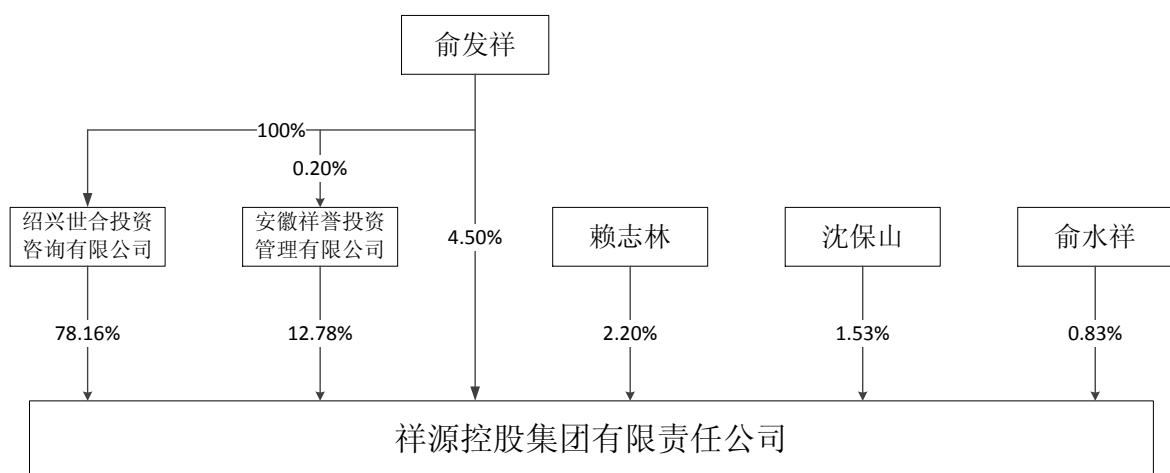 俞发祥
100%
0.20%
绍兴世合投资
咨询有限公司
安徽祥誉投资
管理有限公司
4.50%
赖志林
沈保山
俞水祥
78.16%
12.78%
2.20%
1.53%
0.83%
祥源控股集团有限责任公司